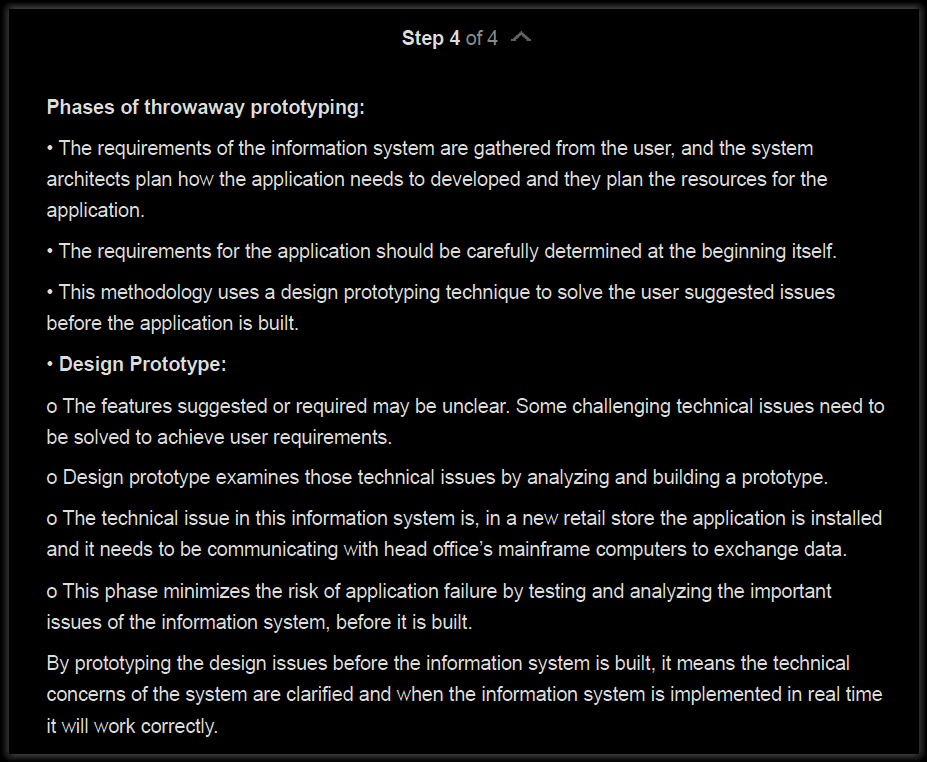 Step 4 of 4
Phases of throwaway prototyping:
• The requirements of the information system are gathered from the user, and the system
architects plan how the application needs to developed and they plan the resources for the
application.
• The requirements for the application should be carefully determined at the beginning itself.
• This methodology uses a design prototyping technique to solve the user suggested issues
before the application is built.
• Design Prototype:
o The features suggested or required may be unclear. Some challenging technical issues need to
be solved to achieve user requirements.
o Design prototype examines those technical issues by analyzing and building a prototype.
o The technical issue in this information system is, in a new retail store the application is installed
and it needs to be communicating with head office’s mainframe computers to exchange data.
o This phase minimizes the risk of application failure by testing and analyzing the important
issues of the information system, before it is built.
By prototyping the design issues before the information system is built, it means the technical
concerns of the system are clarified and when the information system is implemented in real time
it will work correctly.